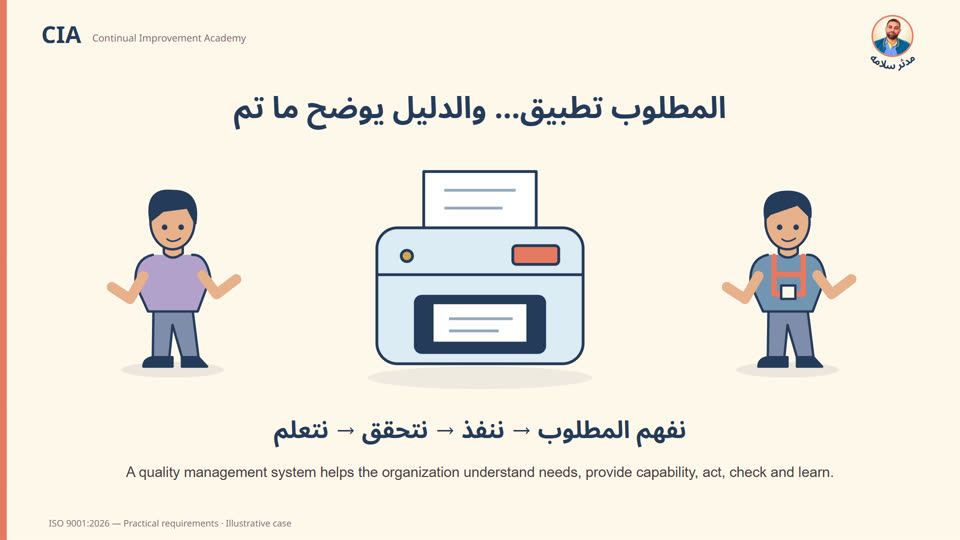 CIA Continual Improvement Academy
مدثر سلامه
المطلوب تطبيق... والدليل يوضح ما تم
نفهم المطلوب → ننفذ → نتحقق → نتعلم
A quality management system helps the organization understand needs, provide capability, act, check and learn.
ISO 9001:2026 — Practical requirements · Illustrative case